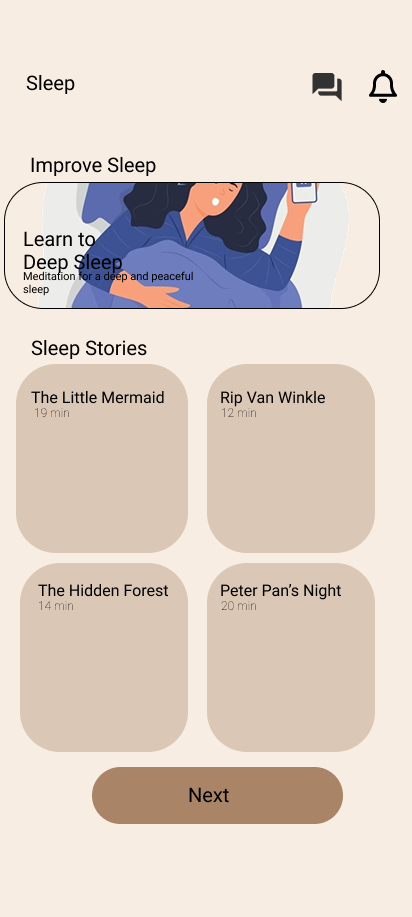 Sleep
Improve Sleep
Learn to
Deep Sleep
Meditation for a deep and peaceful
sleep
Sleep Stories
The Little Mermaid
19 min
Rip Van Winkle
12 min
The Hidden Forest
14 min
Peter Pan’s Night
20 min
Next